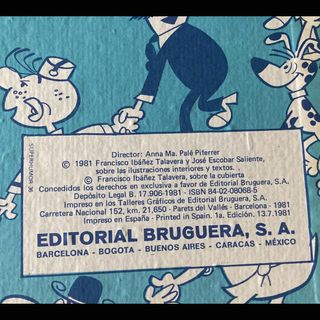 Director: Anna Ma. Palé Piferrer
© 1981 Francisco Ibáñez Talavera y José Escobar Saliente,
sobre las ilustraciones interiores y textos.
© Francisco Ibáñez Talavera, sobre la cubierta
Concedidos los derechos en exclusiva a favor de Editorial Bruguera, S.A.
Depósito Legal B. 17.906-1981 - ISBN 84-02-08068-5
Impreso en los Talleres Gráficos de Editorial Bruguera, S.A.
Carretera Nacional 152, km. 21,650 - Parets del Vallès - Barcelona - 1981
Impreso en España - Printed in Spain. 1a. Edición. 13.7.1981
EDITORIAL BRUGUERA, S. A.
BARCELONA - BOGOTA - BUENOS AIRES - CARACAS - MÉXICO
SUPERHUMOR 36